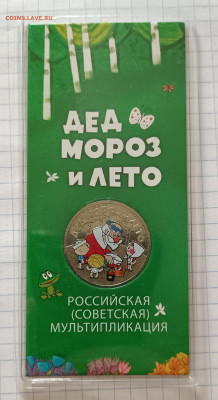 COINS.LAVE.RU
ДЕД
МОРОЗ
И ЛЕТО
РОССИЙСКАЯ
(СОВЕТСКАЯ)
МУЛЬТИПЛИКАЦИЯ